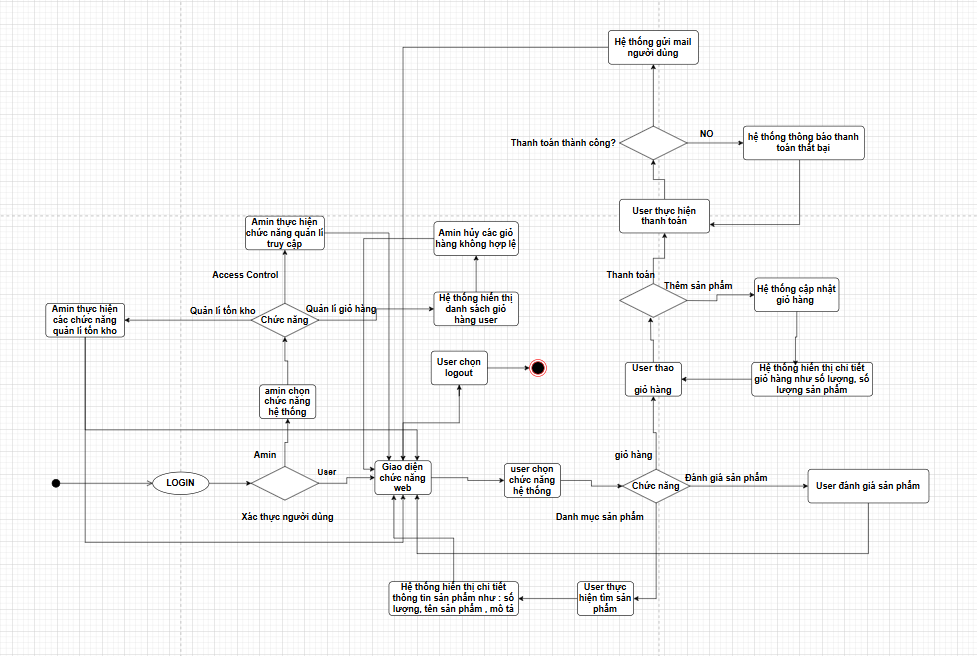 Hệ thống gửi mail
người dùng
Thanh toán thành công?
NO
hệ thống thông báo thanh
toán thất bại
User thực hiện
thanh toán
Amin thực hiện
chức năng quản lí
truy cập
Amin hủy các giỏ
hàng không hợp lệ
Access Control
Thanh toán
Thêm sản phẩm
Hệ thống cập nhật
giỏ hàng
Amin thực hiện
các chức năng
quản lí tồn kho
Quản lí tồn kho
Chức năng
Quản lí giỏ hàng
Hệ thống hiển thị
danh sách giỏ
hàng user
User chọn
logout
User thao
giỏ hàng
Hệ thống hiển thị chi tiết
giỏ hàng như số lượng, số
lượng sản phẩm
amin chọn
chức năng
hệ thống
Amin
User
giỏ hàng
LOGIN
Xác thực người dùng
Giao diện
chức năng
web
user chọn
chức năng
hệ thống
Chức năng
Đánh giá sản phẩm
User đánh giá sản phẩm
Danh mục sản phẩm
Hệ thống hiển thị chi tiết
thông tin sản phẩm như : số
lượng, tên sản phẩm , mô tả
User thực
hiện tìm sản
phẩm